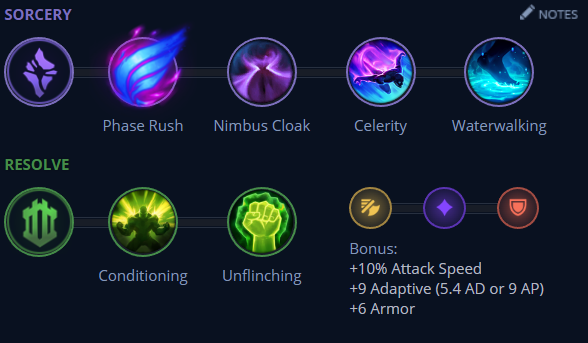 SORCERY
NOTES
Phase Rush
Nimbus Cloak
Celerity
Waterwalking
RESOLVE
Conditioning
Unflinching
Bonus:
+10% Attack Speed
+9 Adaptive (5.4 AD or 9 AP)
+6 Armor